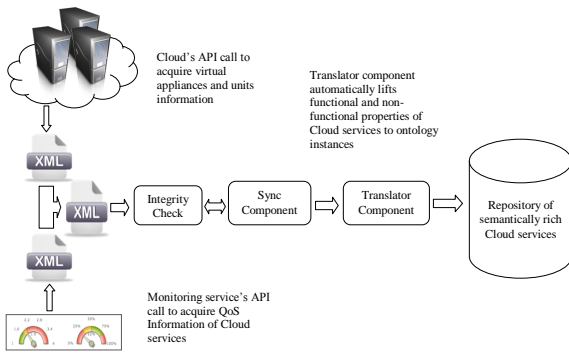 Cloud's API call to
acquire virtual
appliances and units
information
Translator component
automatically lifts
functional and non-
functional properties of
Cloud services to ontology
instances
XML
XML
XML
Integrity
Check
Sync
Component
Translator
Component
Repository of
semantically rich
Cloud services
Monitoring service's API
call to acquire QoS
Information of Cloud
services